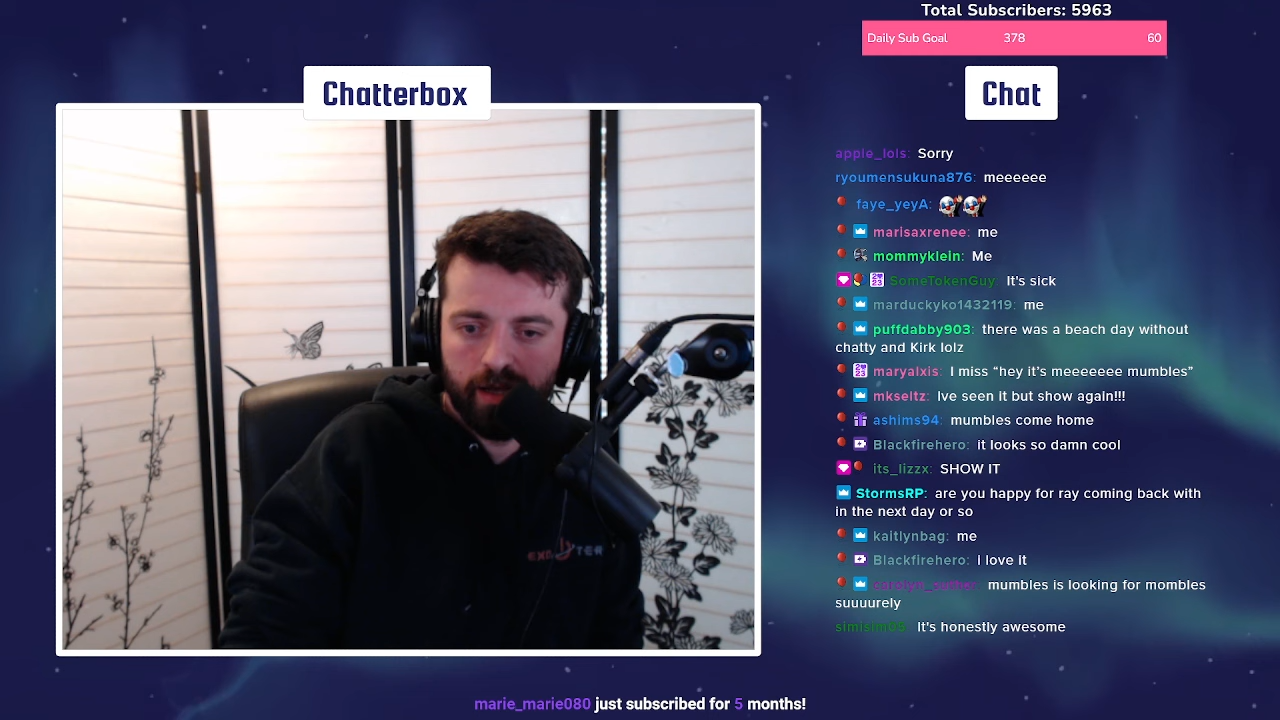 Total Subscribers: 5963
Daily Sub Goal 378 60
Chatterbox
Chat
apple_lols: Sorry
ryoumensukuna876: meeeeee
faye_yeyA:
marisaxrenee: me
mommyklein: Me
SomeTokenGuy: It's sick
marduckyko1432119: me
puffdabby903: there was a beach day without
chatty and Kirk lolz
maryalxis: I miss “hey it’s meeeeeee mumbles”
mkseltz: Ive seen it but show again!!!
ashims94: mumbles come home
Blackfirehero: it looks so damn cool
its_lizzx: SHOW IT
StormsRP: are you happy for ray coming back with
in the next day or so
kaitlynbag: me
Blackfirehero: i love it
mumbles is looking for mombles
suuuurely
It's honestly awesome
marie_marie080 just subscribed for 5 months!